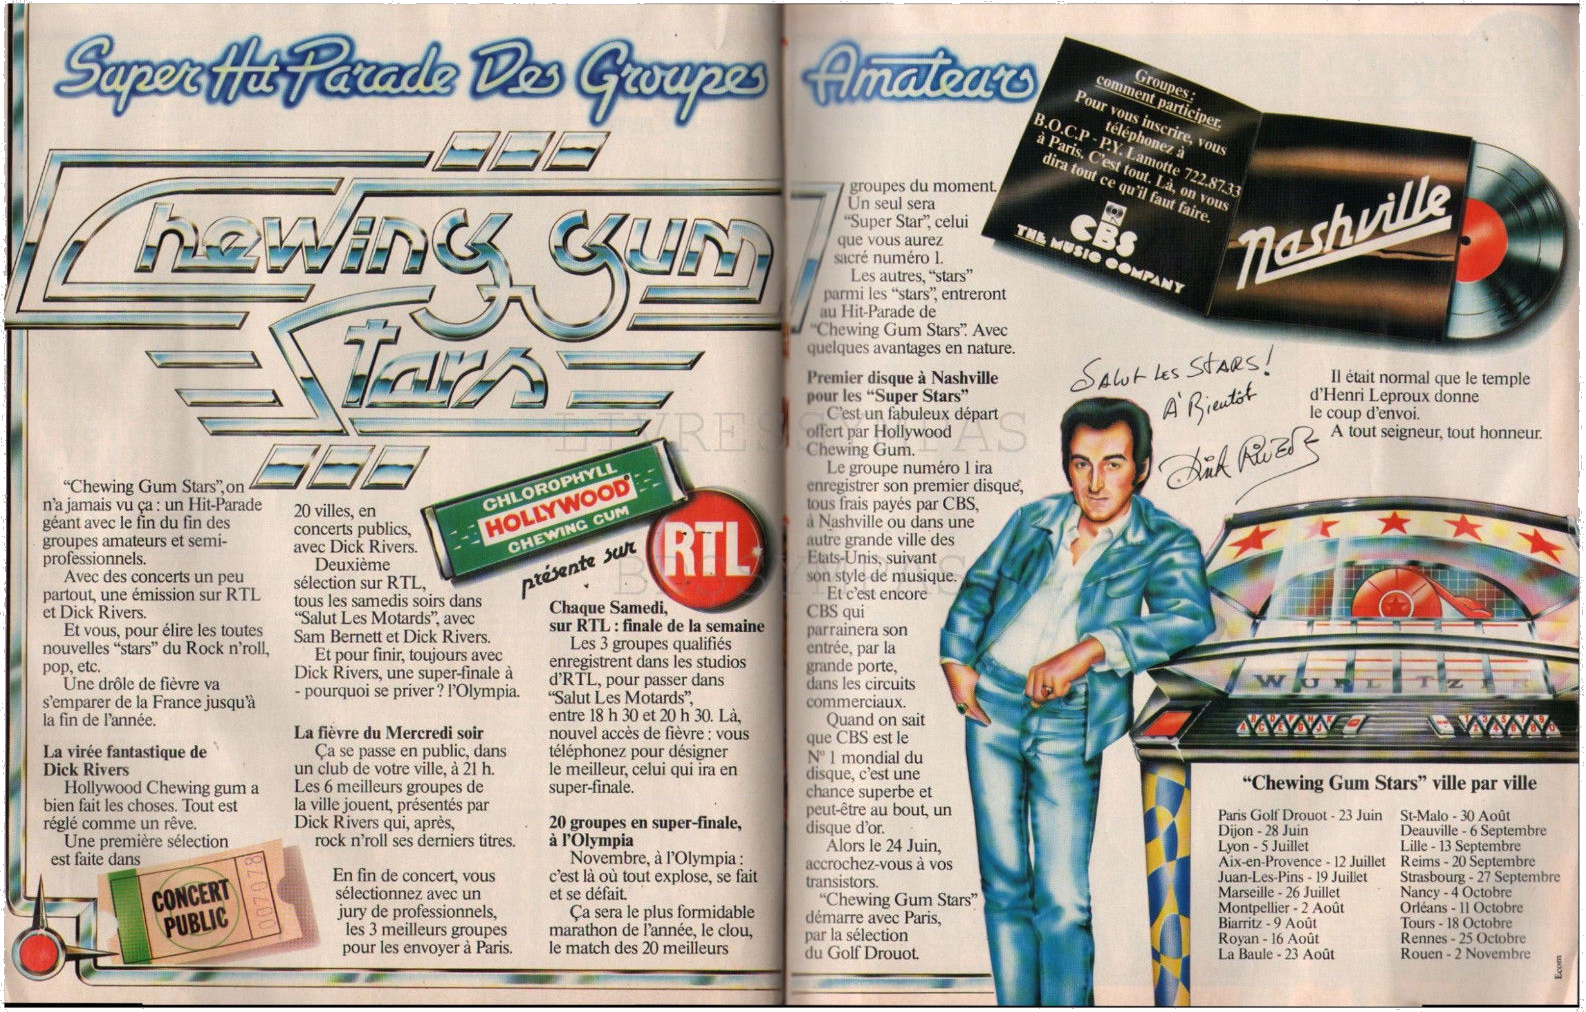 Super Hit Parade Des Groupes Amateurs
Chewing gum
Stars
"Chewing Gum Stars", on
n'a jamais vu ça : un Hit-Parade
géant avec le fin du fin des
groupes amateurs et semi-
professionnels.
Avec des concerts un peu
partout, une émission sur RTL
et Dick Rivers.
Et vous, pour élire les toutes
nouvelles "stars" du Rock n'roll,
pop, etc.
Une drôle de fièvre va
s'emparer de la France jusqu'à
la fin de l'année.
La virée fantastique de
Dick Rivers
Hollywood Chewing gum a
bien fait les choses. Tout est
réglé comme un rêve.
Une première sélection
est faite dans
CONCERT
PUBLIC
007078
20 villes, en
concerts publics,
avec Dick Rivers.
Deuxième
sélection sur RTL,
tous les samedis soirs dans
"Salut Les Motards", avec
Sam Bernett et Dick Rivers.
Et pour finir, toujours avec
Dick Rivers, une super-finale à
- pourquoi se priver ? l'Olympia.
La fièvre du Mercredi soir
Ça se passe en public, dans
un club de votre ville, à 21 h.
Les 6 meilleurs groupes de
la ville jouent, présentés par
Dick Rivers qui, après,
rock n'roll ses derniers titres.
En fin de concert, vous
sélectionnez avec un
jury de professionnels,
les 3 meilleurs groupes
pour les envoyer à Paris.
CHLOROPHYLL
HOLLYWOOD
CHEWING GUM
présente sur
RTL
Chaque Samedi,
sur RTL : finale de la semaine
Les 3 groupes qualifiés
enregistrent dans les studios
d'RTL, pour passer dans
"Salut Les Motards",
entre 18 h 30 et 20 h 30. Là,
nouvel accès de fièvre : vous
téléphonez pour désigner
le meilleur, celui qui ira en
super-finale.
20 groupes en super-finale,
à l'Olympia
Novembre, à l'Olympia :
c'est là où tout explose, se fait
et se défait.
Ça sera le plus formidable
marathon de l'année, le clou,
le match des 20 meilleurs
groupes du moment.
Un seul sera
"Super Star", celui
que vous aurez
sacré numéro 1.
Les autres, "stars"
parmi les "stars", entreront
au Hit-Parade de
"Chewing Gum Stars". Avec
quelques avantages en nature.
Premier disque à Nashville
pour les "Super Stars"
C'est un fabuleux départ
offert par Hollywood
Chewing Gum.
Le groupe numéro 1 ira
enregistrer son premier disque,
tous frais payés par CBS,
à Nashville ou dans une
autre grande ville des
Etats-Unis, suivant
son style de musique.
Et c'est encore
CBS qui
parrainera son
entrée, par la
grande porte,
dans les circuits
commerciaux.
Quand on sait
que CBS est le
N° 1 mondial du
disque, c'est une
chance superbe et
peut-être au bout, un
disque d'or.
Alors le 24 Juin,
accrochez-vous à vos
transistors.
"Chewing Gum Stars"
démarre avec Paris,
par la sélection
du Golf Drouot.
Groupes :
comment participer.
Pour vous inscrire, vous
téléphonez à
B.O.C.P - P.Y. Lamotte 722.87.33
à Paris. C'est tout. Là, on vous
dira tout ce qu'il faut faire.
CBS
THE MUSIC COMPANY
Nashville
SALUT LES STARS !
À Bientôt
Dick RIVERS
Il était normal que le temple
d'Henri Leproux donne
le coup d'envoi.
A tout seigneur, tout honneur.
WURLITZER
"Chewing Gum Stars" ville par ville
Paris Golf Drouot - 23 Juin
Dijon - 28 Juin
Lyon - 5 Juillet
Aix-en-Provence - 12 Juillet
Juan-Les-Pins - 19 Juillet
Marseille - 26 Juillet
Montpellier - 2 Août
Biarritz - 9 Août
Royan - 16 Août
La Baule - 23 Août
St-Malo - 30 Août
Deauville - 6 Septembre
Lille - 13 Septembre
Reims - 20 Septembre
Strasbourg - 27 Septembre
Nancy - 4 Octobre
Orléans - 11 Octobre
Tours - 18 Octobre
Rennes - 25 Octobre
Rouen - 2 Novembre
Ecom